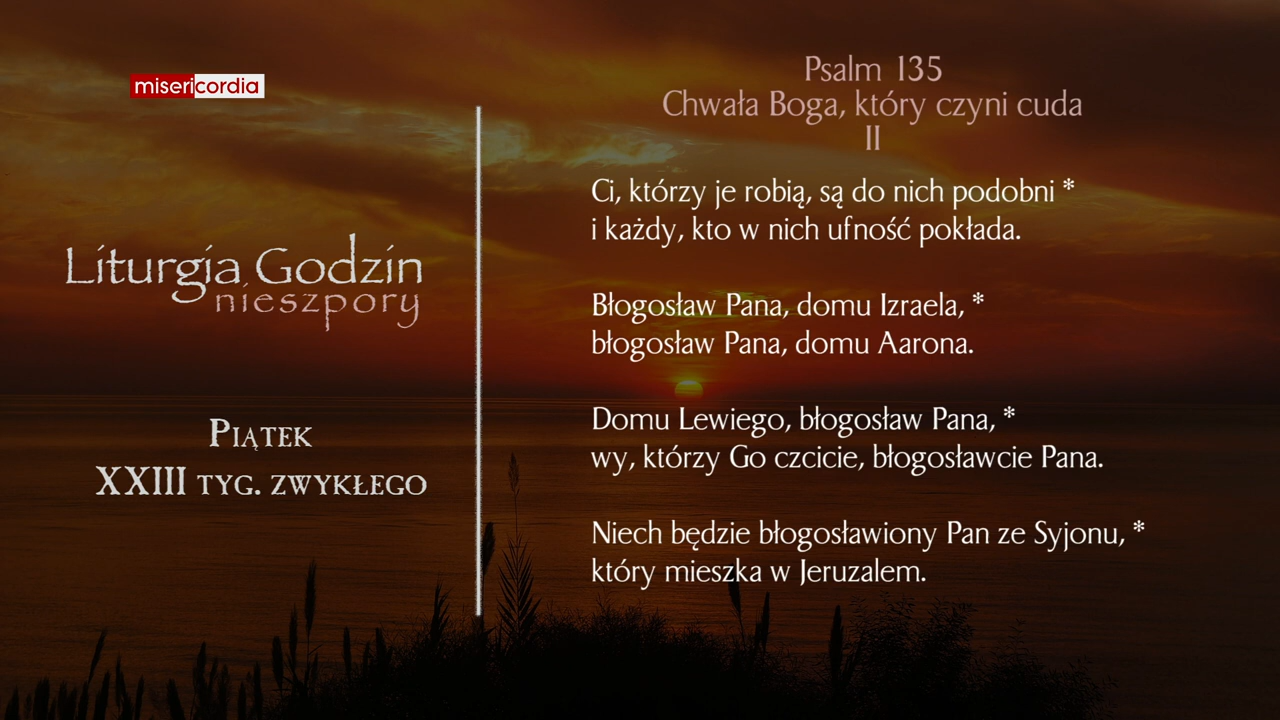 misericordia
Liturgia Godzin
nieszpory
Piątek
XXIII tyg. zwykłego
Psalm 135
Chwała Boga, który czyni cuda
II
Ci, którzy je robią, są do nich podobni *
i każdy, kto w nich ufność pokłada.
Błogosław Pana, domu Izraela, *
błogosław Pana, domu Aarona.
Domu Lewiego, błogosław Pana, *
wy, którzy Go czcicie, błogosławcie Pana.
Niech będzie błogosławiony Pan ze Syjonu, *
który mieszka w Jeruzalem.